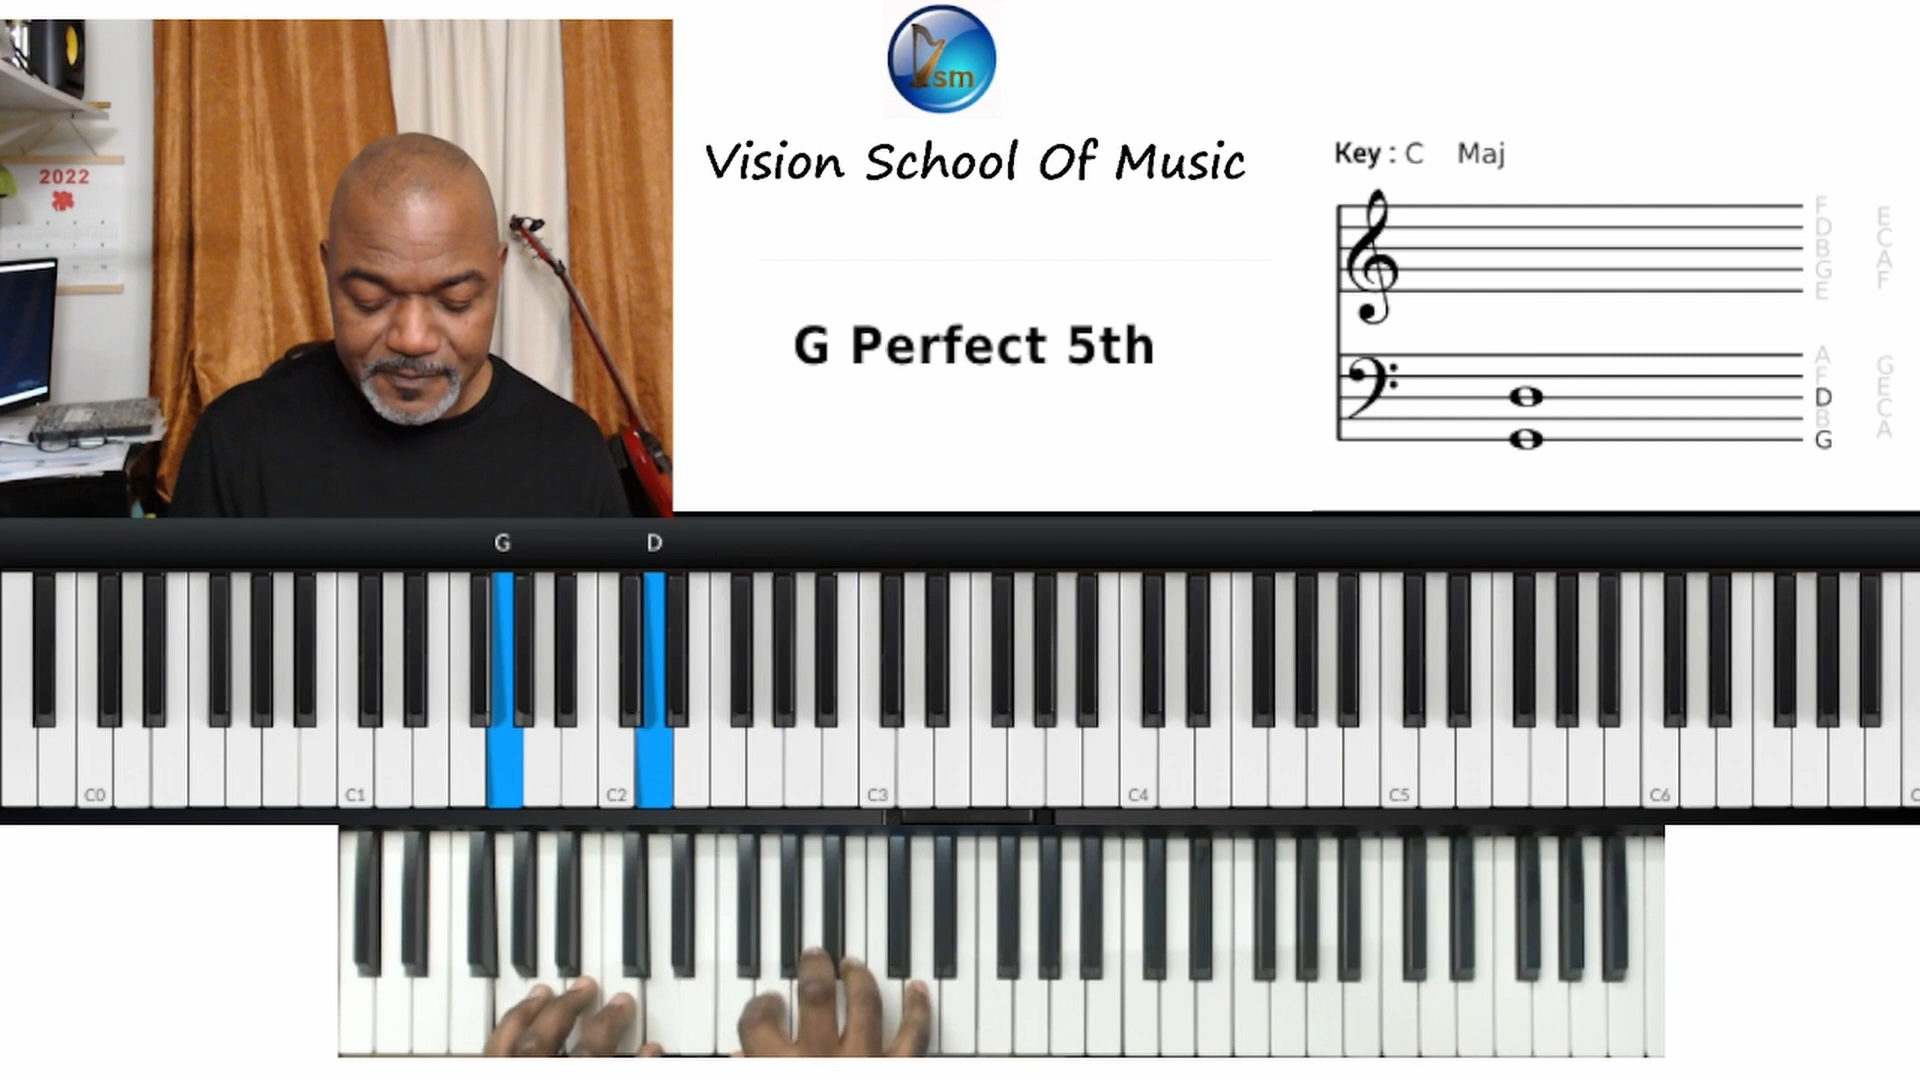 2022
sm
Vision School Of Music
G Perfect 5th
Key : C Maj
F
D
B
G
E
E
C
A
F
A
F
D
B
G
G
E
C
A
G D
C0 C1 C2 C3 C4 C5 C6